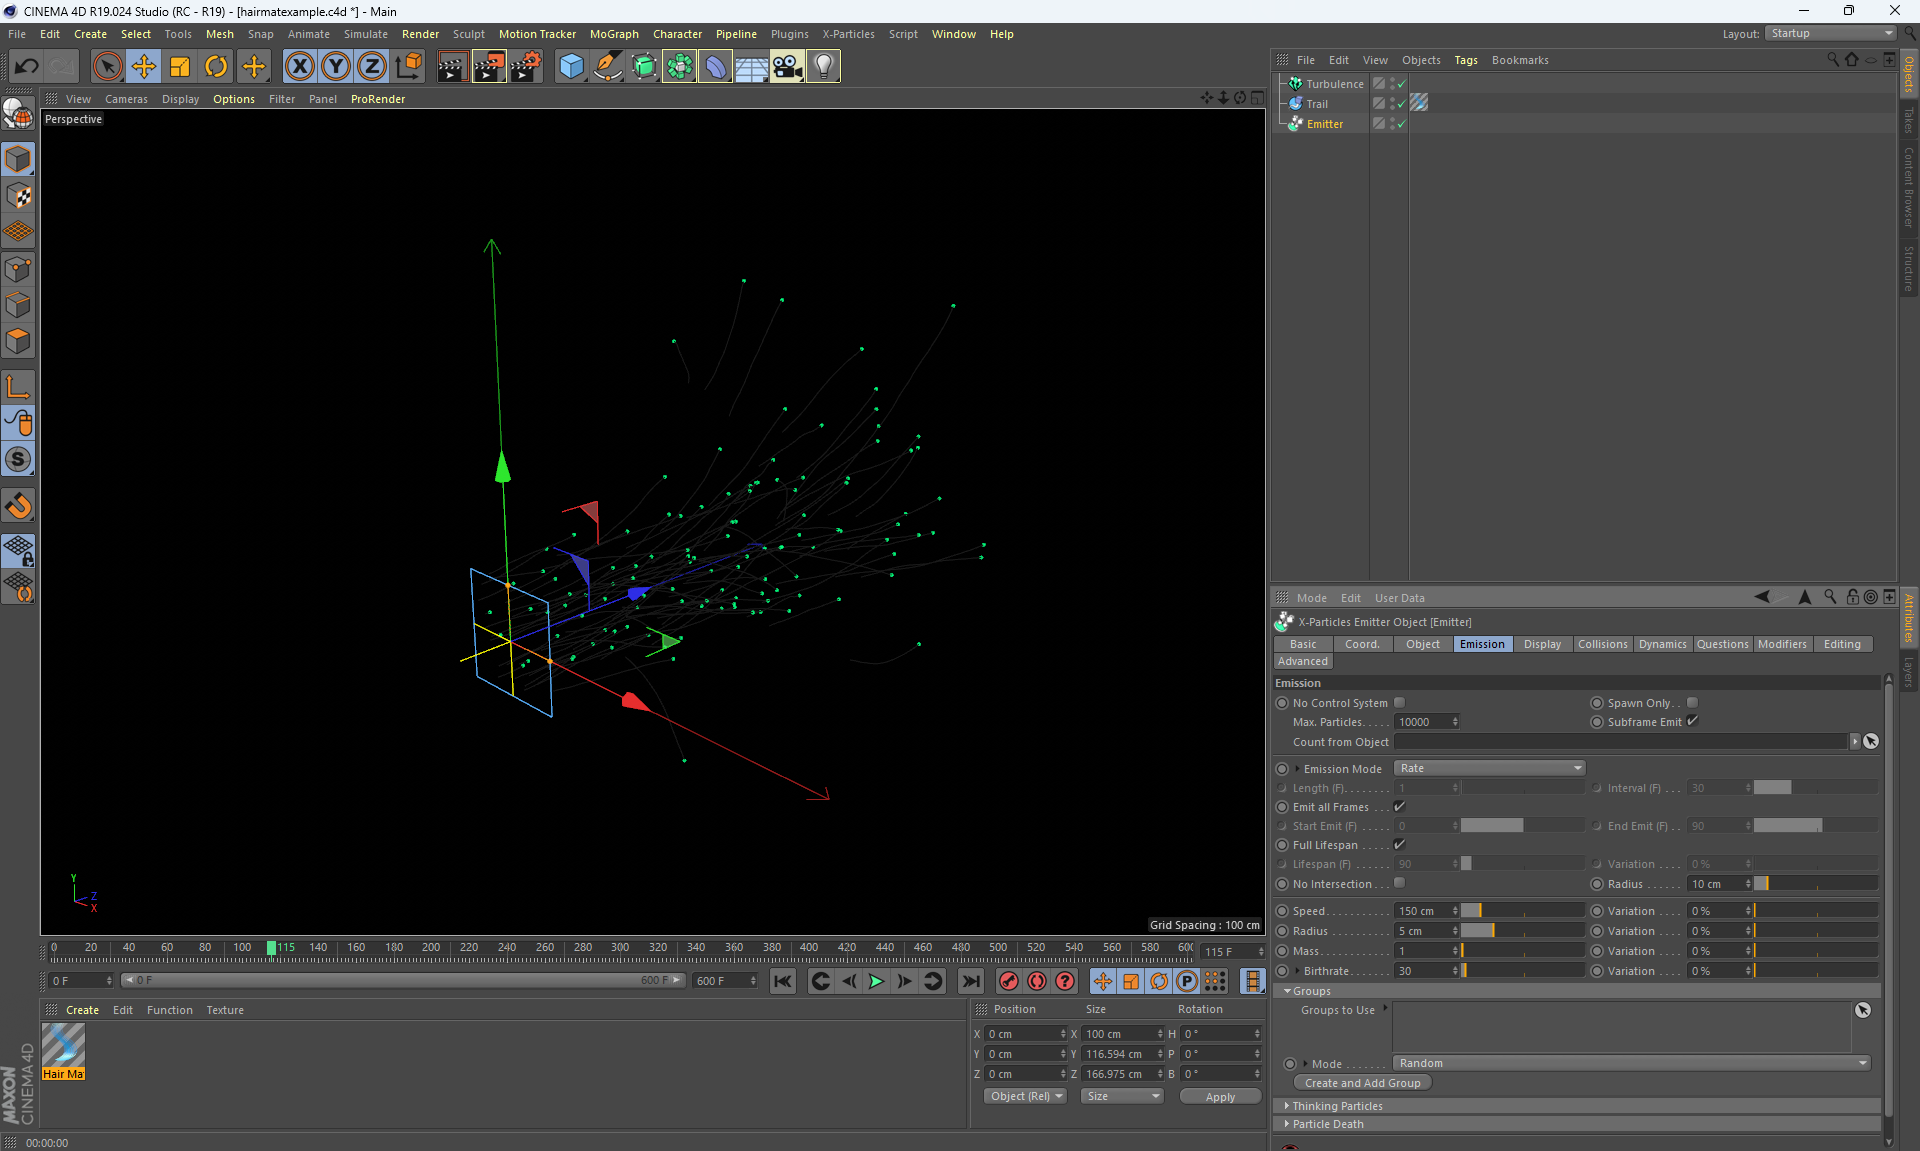 CINEMA 4D R19.024 Studio (RC - R19) - [hairmatexample.c4d *] - Main
File Edit Create Select Tools Mesh Snap Animate Simulate Render Sculpt Motion Tracker MoGraph Character Pipeline Plugins X-Particles Script Window Help
Layout: Startup
View Cameras Display Options Filter Panel ProRender
Perspective
Y
Z
X
Grid Spacing : 100 cm
File Edit View Objects Tags Bookmarks
Turbulence
Trail
Emitter
Objects
Takes
Content Browser
Structure
Mode Edit User Data
X-Particles Emitter Object [Emitter]
Basic Coord. Object Emission Display Collisions Dynamics Questions Modifiers Editing
Advanced
Attributes
Layers
Emission
No Control System Spawn Only. .
Max. Particles. . . . . 10000 Subframe Emit
Count from Object
Emission Mode Rate
Length (F). . . . . . . . 1 Interval (F) . . . 30
Emit all Frames . . .
Start Emit (F) . . . . . 0 End Emit (F) . . 90
Full Lifespan . . . .
Lifespan (F) . . . . . . 90 Variation . . . . 0 %
No Intersection . . . Radius . . . . . . 10 cm
Speed. . . . . . . . . . . 150 cm Variation . . . . 0 %
Radius. . . . . . . . . . 5 cm Variation . . . . 0 %
Mass. . . . . . . . . . . . 1 Variation . . . . 0 %
Birthrate. . . . . . . 30 Variation . . . . 0 %
Groups
Groups to Use
Mode . . . . . . . Random
Create and Add Group
Thinking Particles
Particle Death
0 20 40 60 80 100 115 140 160 180 200 220 240 260 280 300 320 340 360 380 400 420 440 460 480 500 520 540 560 580 60 115 F
0 F 0 F 600 F 600 F
Create Edit Function Texture
Hair Ma
Position Size Rotation
X 0 cm X 100 cm H 0 °
Y 0 cm Y 116.594 cm P 0 °
Z 0 cm Z 166.975 cm B 0 °
Object (Rel) Size Apply
MAXON
CINEMA 4D
00:00:00